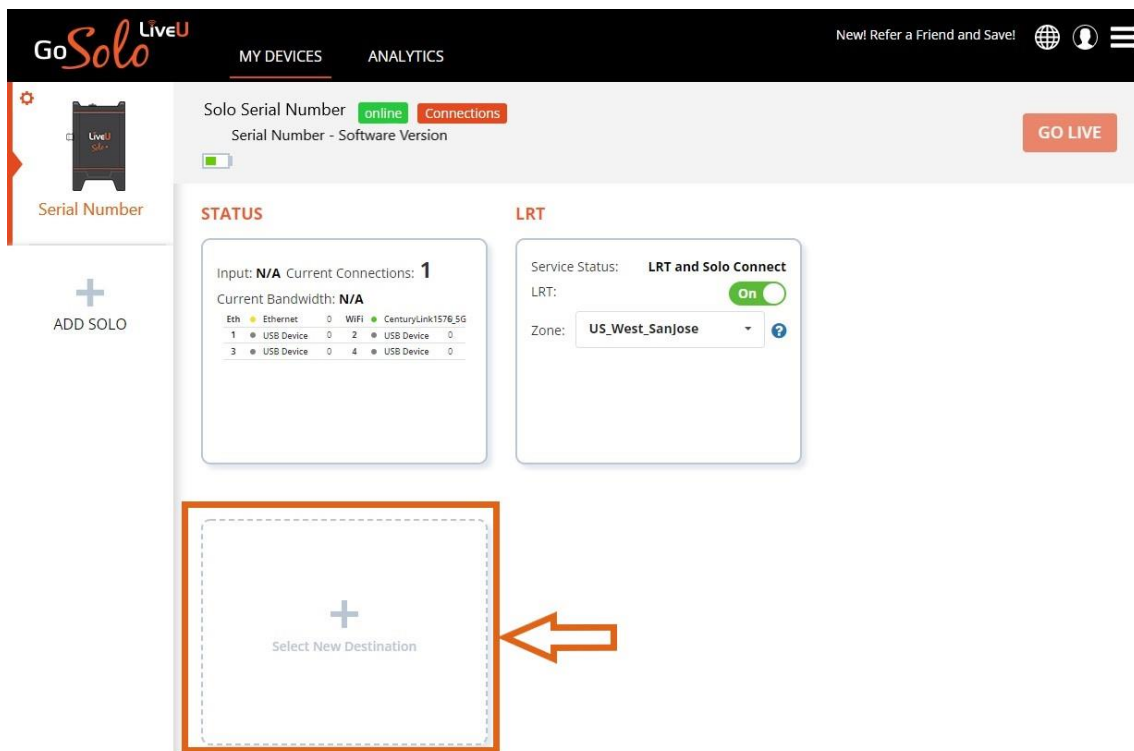 GoSolo LiveU
MY DEVICES
ANALYTICS
New! Refer a Friend and Save!
LiveU
Solo+
Serial Number
ADD SOLO
Solo Serial Number online Connections
Serial Number - Software Version
GO LIVE
STATUS
Input: N/A Current Connections: 1
Current Bandwidth: N/A
Eth Ethernet 0 WiFi CenturyLink1576_5G
1 USB Device 0 2 USB Device 0
3 USB Device 0 4 USB Device 0
LRT
Service Status: LRT and Solo Connect
LRT: On
Zone: US_West_SanJose ?
+
Select New Destination